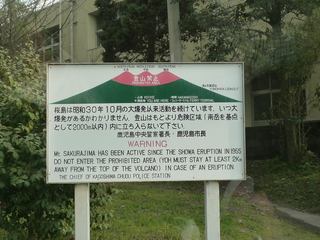 登山禁止
YOU ARE HERE
桜島は昭和30年10月の大爆発以来活動を続けています。いつ大
爆発があるかわかりません。登山はもとより危険区域(南岳を基点
として2000m以内)内に立ち入らないで下さい
鹿児島中央警察署長・鹿児島市長
WARNING
Mt SAKURAJIMA HAS BEEN ACTIVE SINCE THE SHOWA ERUPTION IN 1955
DO NOT ENTER THE PROHIBITED AREA (YOH MUST STAY AT LEAST 2Km
AWAY FROM THE TOP OF THE VOLCANO) IN CASE OF AN ERUPTION
THE CHIEF OF KAGOSHIMA CHUOU POLICE STATION